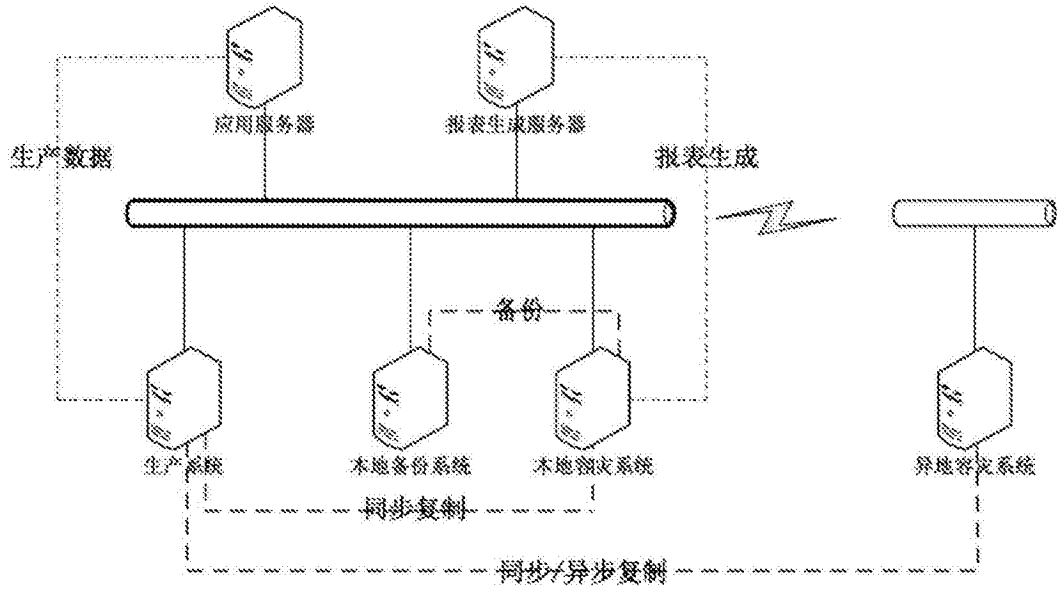 应用服务器
报表生成服务器
生产数据
报表生成
备份
生产系统
本地备份系统
本地容灾系统
异地容灾系统
同步复制
同步/异步复制